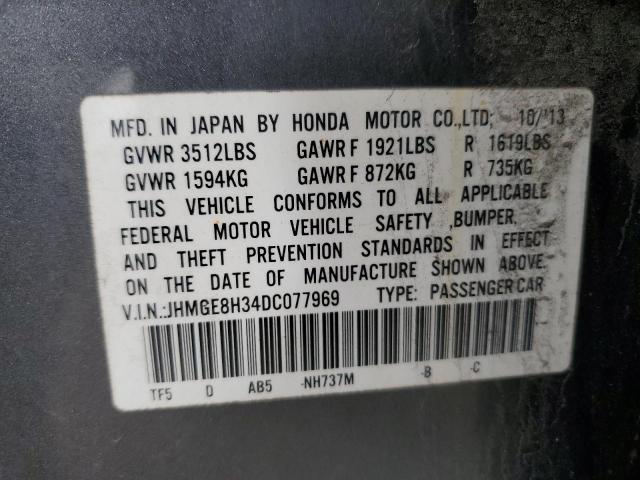 MFD. IN JAPAN BY HONDA MOTOR CO.,LTD; 10/'13
GVWR 3512LBS GAWR F 1921LBS R 1619LBS
GVWR 1594KG GAWR F 872KG R 735KG
THIS VEHICLE CONFORMS TO ALL APPLICABLE
FEDERAL MOTOR VEHICLE SAFETY ,BUMPER,
AND THEFT PREVENTION STANDARDS IN EFFECT
ON THE DATE OF MANUFACTURE SHOWN ABOVE.
V.I.N.:JHMGE8H34DC077969 TYPE: PASSENGER CAR
TF5 D AB5 -NH737M -B -C